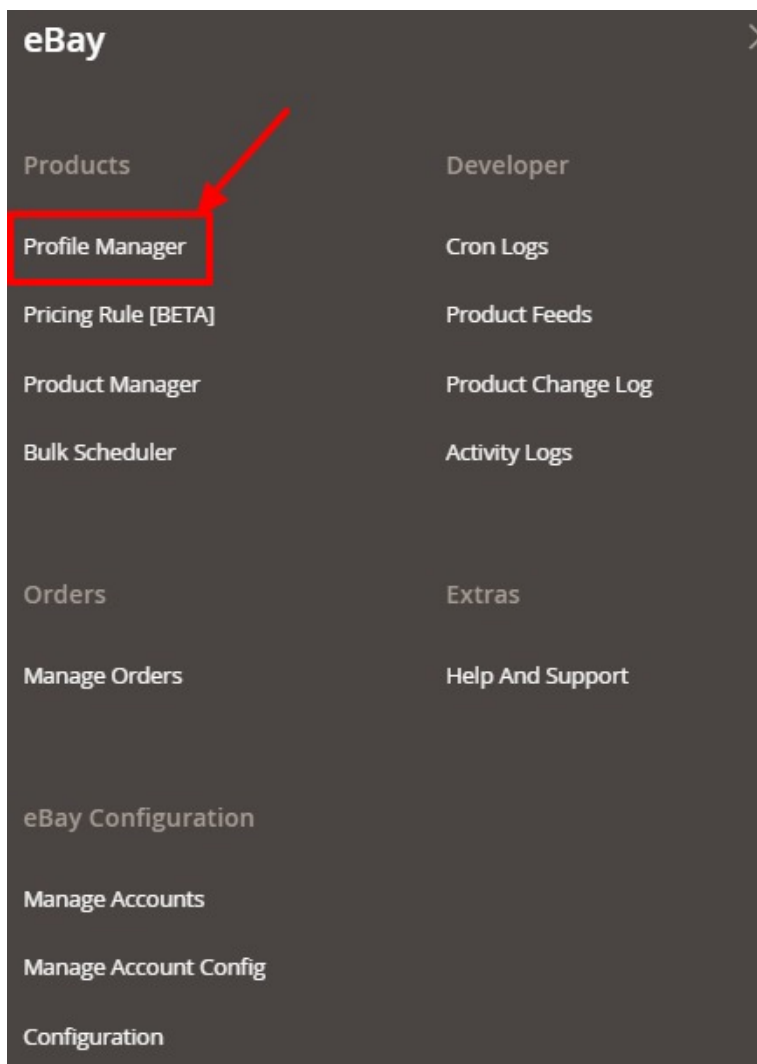 eBay
Products
Profile Manager
Pricing Rule [BETA]
Product Manager
Bulk Scheduler
Developer
Cron Logs
Product Feeds
Product Change Log
Activity Logs
Orders
Manage Orders
Extras
Help And Support
eBay Configuration
Manage Accounts
Manage Account Config
Configuration